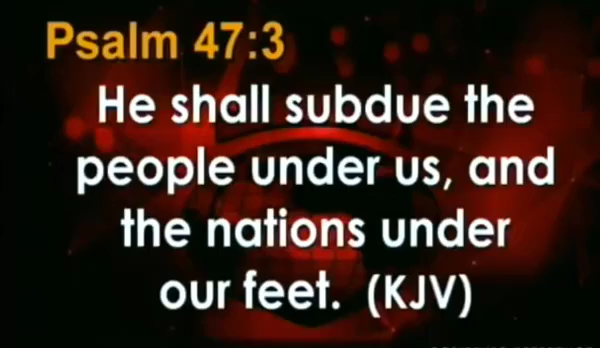 Psalm 47:3
He shall subdue the
people under us, and
the nations under
our feet. (KJV)